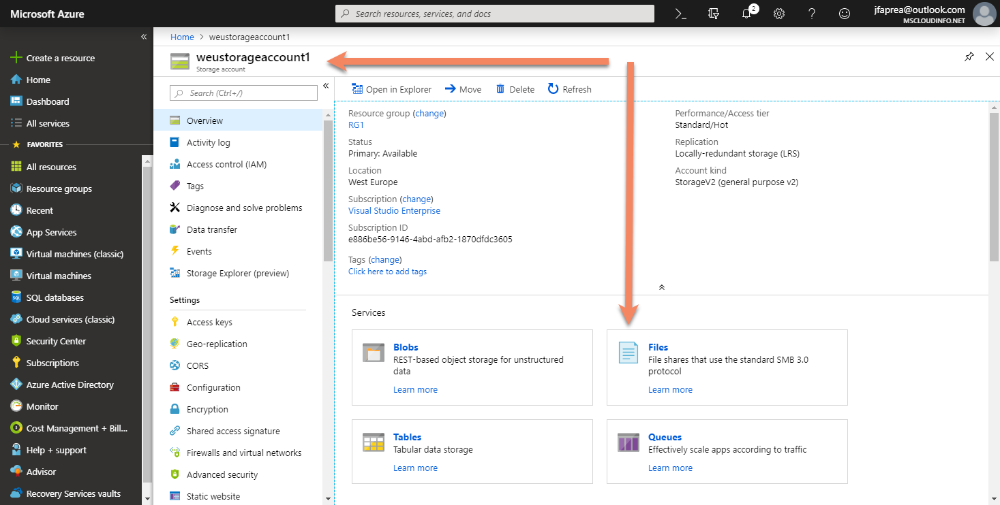 Microsoft Azure
Search resources, services, and docs
2
jfaprea@outlook.com
MSCLOUDINFO.NET
Create a resource
Home
Dashboard
All services
FAVORITES
All resources
Resource groups
Recent
App Services
Virtual machines (classic)
Virtual machines
SQL databases
Cloud services (classic)
Security Center
Subscriptions
Azure Active Directory
Monitor
Cost Management + Bill...
Help + support
Advisor
Recovery Services vaults
Home > weustorageaccount1
weustorageaccount1
Storage account
Search (Ctrl+/)
Overview
Activity log
Access control (IAM)
Tags
Diagnose and solve problems
Data transfer
Events
Storage Explorer (preview)
Settings
Access keys
Geo-replication
CORS
Configuration
Encryption
Shared access signature
Firewalls and virtual networks
Advanced security
Static website
Open in Explorer Move Delete Refresh
Resource group (change)
RG1
Status
Primary: Available
Location
West Europe
Subscription (change)
Visual Studio Enterprise
Subscription ID
e886be56-9146-4abd-afb2-1870dfdc3605
Tags (change)
Click here to add tags
Performance/Access tier
Standard/Hot
Replication
Locally-redundant storage (LRS)
Account kind
StorageV2 (general purpose v2)
Services
Blobs
REST-based object storage for unstructured
data
Learn more
Files
File shares that use the standard SMB 3.0
protocol
Learn more
Tables
Tabular data storage
Learn more
Queues
Effectively scale apps according to traffic
Learn more